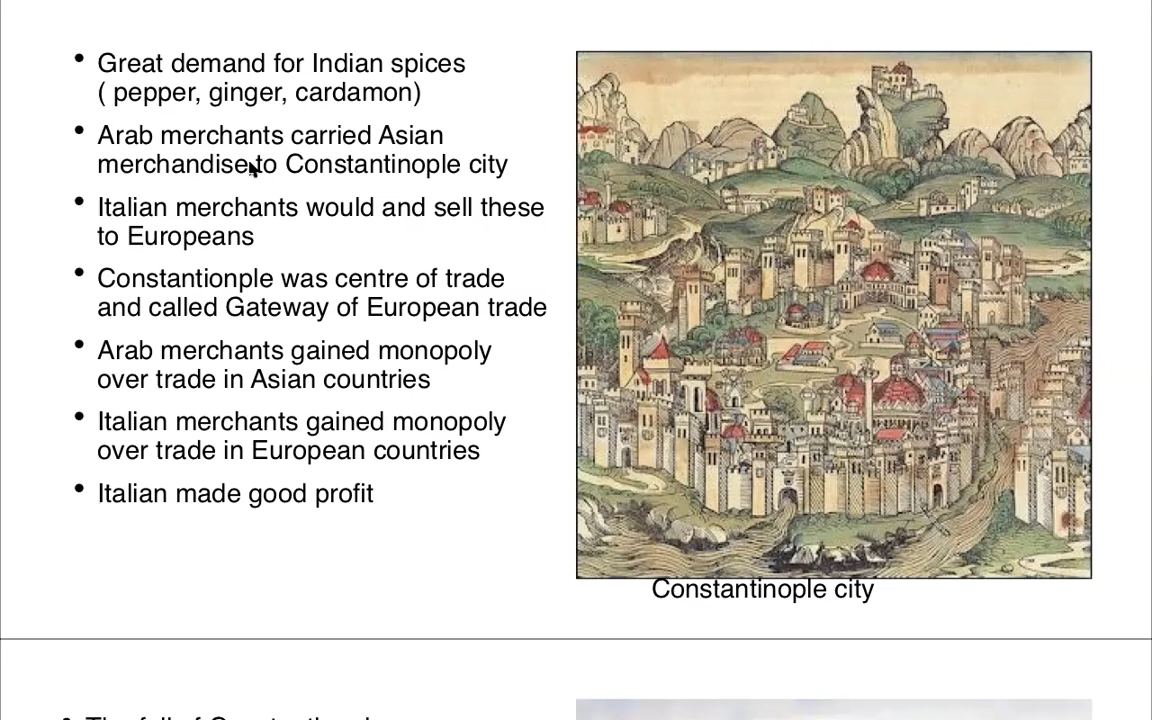 • Great demand for Indian spices
( pepper, ginger, cardamon)
• Arab merchants carried Asian
merchandise to Constantinople city
• Italian merchants would and sell these
to Europeans
• Constantionple was centre of trade
and called Gateway of European trade
• Arab merchants gained monopoly
over trade in Asian countries
• Italian merchants gained monopoly
over trade in European countries
• Italian made good profit
Constantinople city